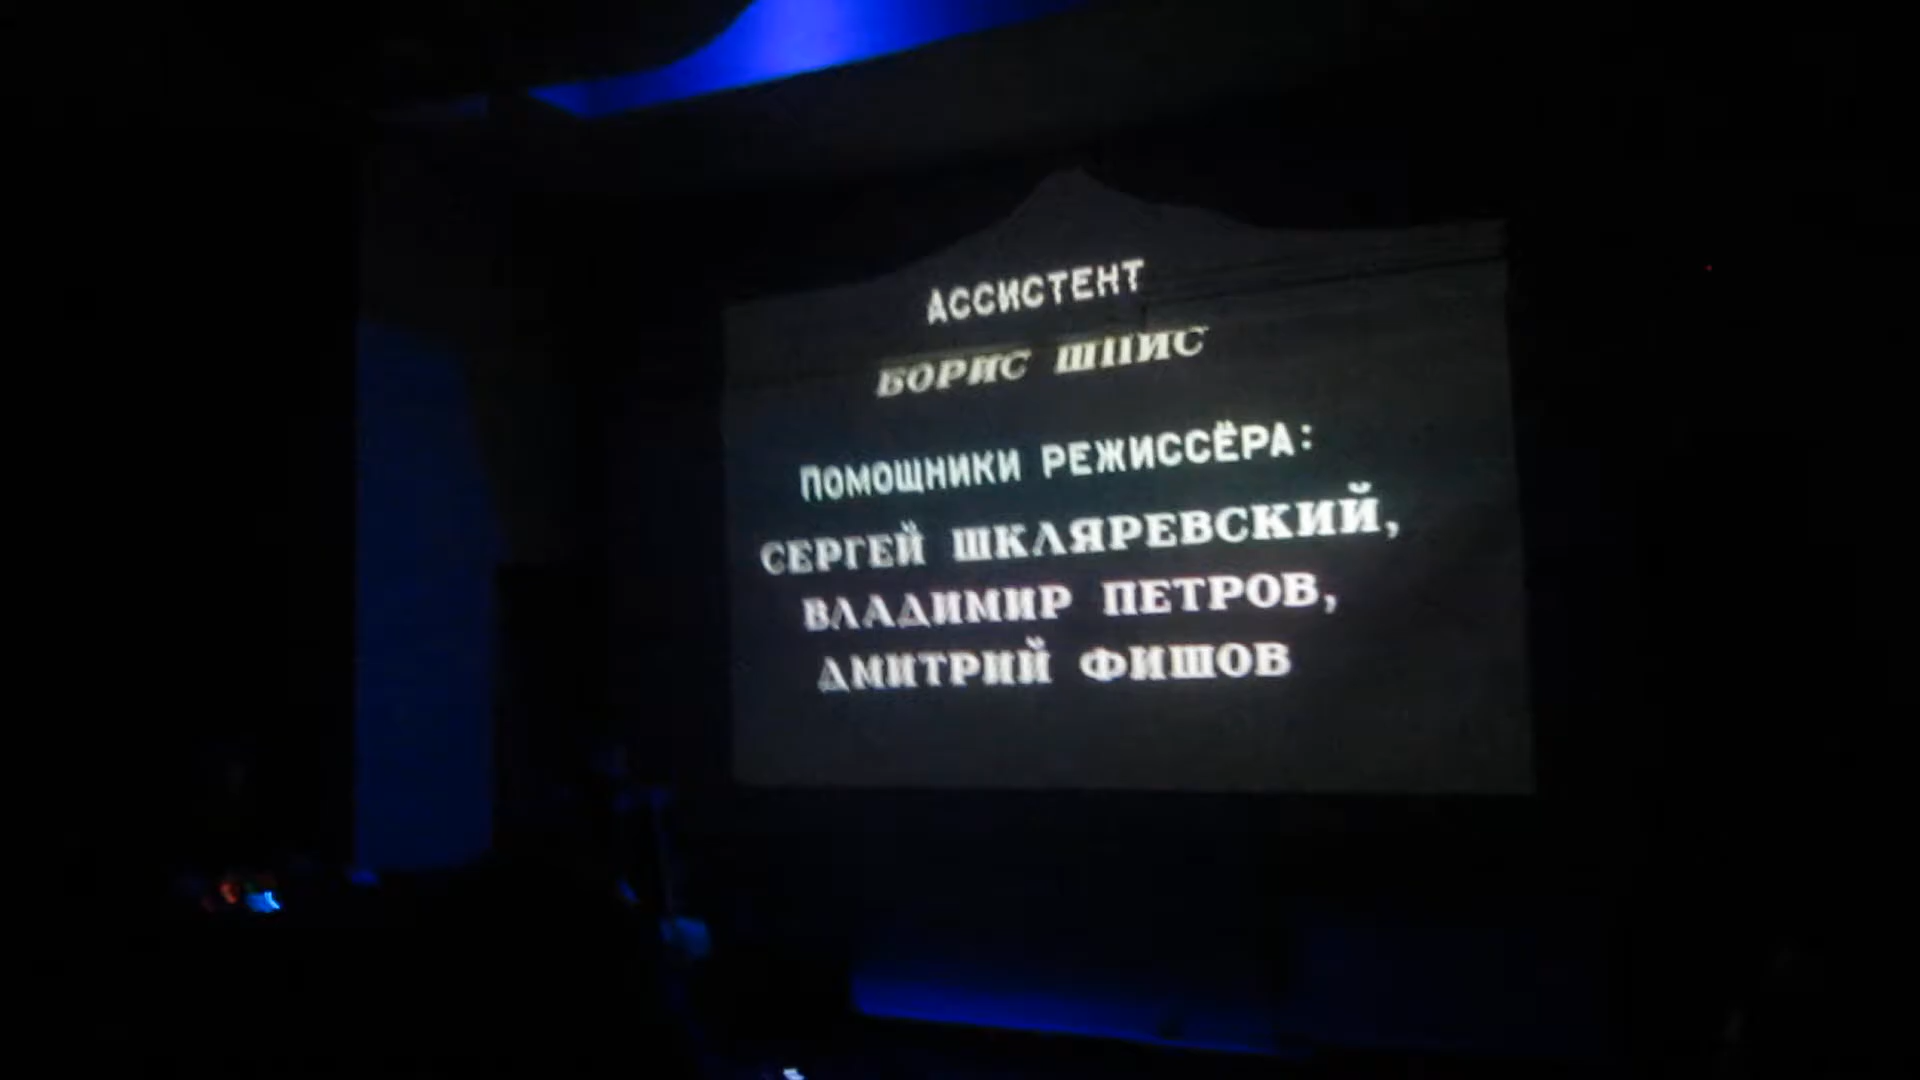 АССИСТЕНТ
БОРИС ШПИС
ПОМОЩНИКИ РЕЖИССЁРА:
СЕРГЕЙ ШКЛЯРЕВСКИЙ,
ВЛАДИМИР ПЕТРОВ,
ДМИТРИЙ ФИШОВ